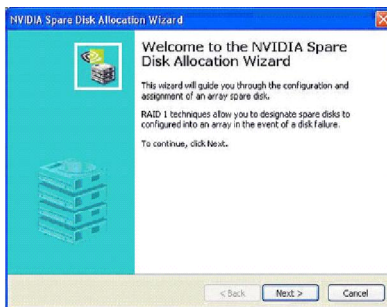 NVIDIA Spare Disk Allocation Wizard
Welcome to the NVIDIA Spare
Disk Allocation Wizard
This wizard will guide you through the configuration and
assignment of an array spare disk.
RAID 1 techniques allow you to designate spare disks to
configured into an array in the event of a disk failure.
To continue, click Next.
< Back
Next >
Cancel